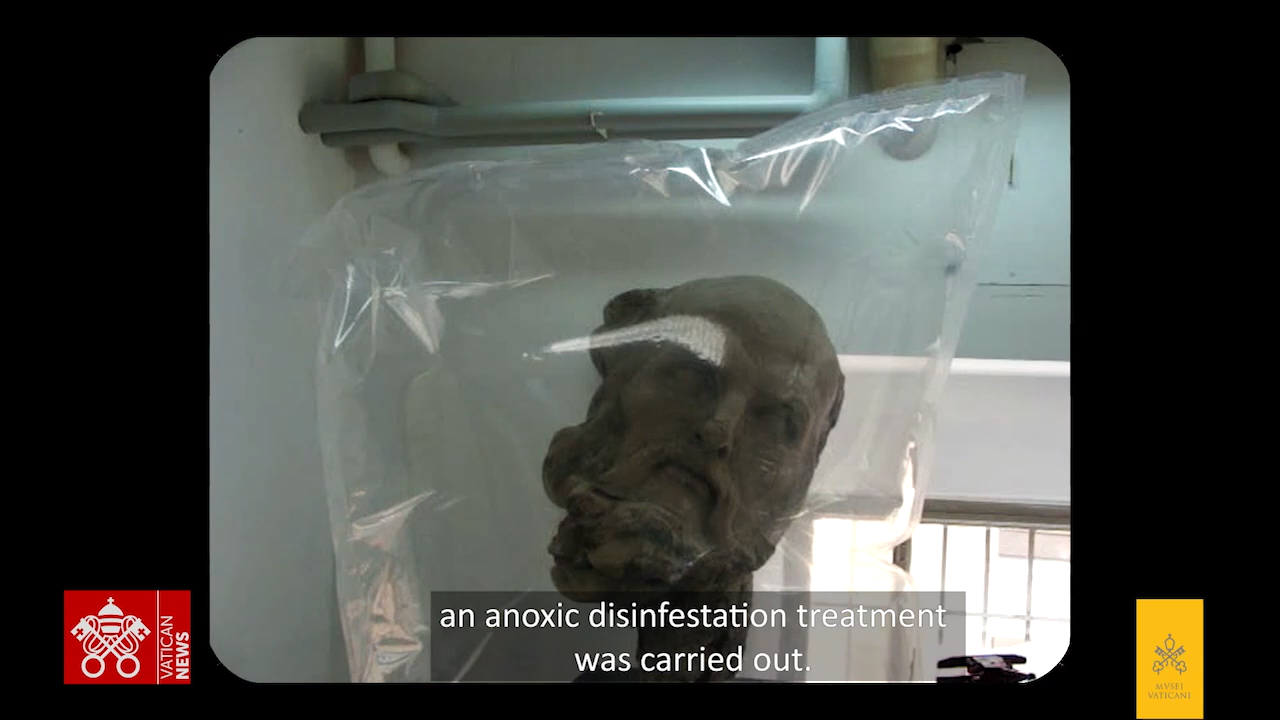 an anoxic disinfestation treatment
was carried out.
VATICAN
NEWS
MVSEI
VATICANI